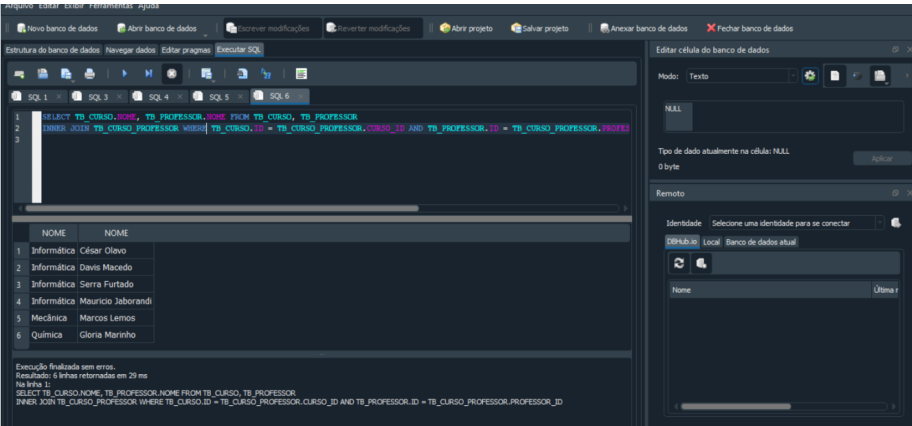 Arquivo Editar Exibir Ferramentas Ajuda
Novo banco de dados Abrir banco de dados Escrever modificações Reverter modificações Abrir projeto Salvar projeto Anexar banco de dados Fechar banco de dados
Estrutura do banco de dados Navegar dados Editar pragmas Executar SQL
SQL 1 SQL 3 SQL 4 SQL 5 SQL 6
1 SELECT TB_CURSO.NOME, TB_PROFESSOR.NOME FROM TB_CURSO, TB_PROFESSOR
2 INNER JOIN TB_CURSO_PROFESSOR WHERE TB_CURSO.ID = TB_CURSO_PROFESSOR.CURSO_ID AND TB_PROFESSOR.ID = TB_CURSO_PROFESSOR.PROFES
3
NOME NOME
1 Informática César Olavo
2 Informática Davis Macedo
3 Informática Serra Furtado
4 Informática Mauricio Jaborandi
5 Mecânica Marcos Lemos
6 Química Gloria Marinho
Execução finalizada sem erros.
Resultado: 6 linhas retornadas em 29 ms
Na linha 1:
SELECT TB_CURSO.NOME, TB_PROFESSOR.NOME FROM TB_CURSO, TB_PROFESSOR
INNER JOIN TB_CURSO_PROFESSOR WHERE TB_CURSO.ID = TB_CURSO_PROFESSOR.CURSO_ID AND TB_PROFESSOR.ID = TB_CURSO_PROFESSOR.PROFESSOR_ID
Editar célula do banco de dados
Modo: Texto
NULL
Tipo de dado atualmente na célula: NULL
0 byte
Aplicar
Remoto
Identidade Selecione uma identidade para se conectar
DBHub.io Local Banco de dados atual
Nome Última r